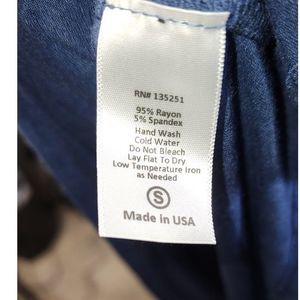 RN# 135251
95% Rayon
5% Spandex
Hand Wash
Cold Water
Do Not Bleach
Lay Flat To Dry
Low Temperature Iron
as Needed
S
Made in USA